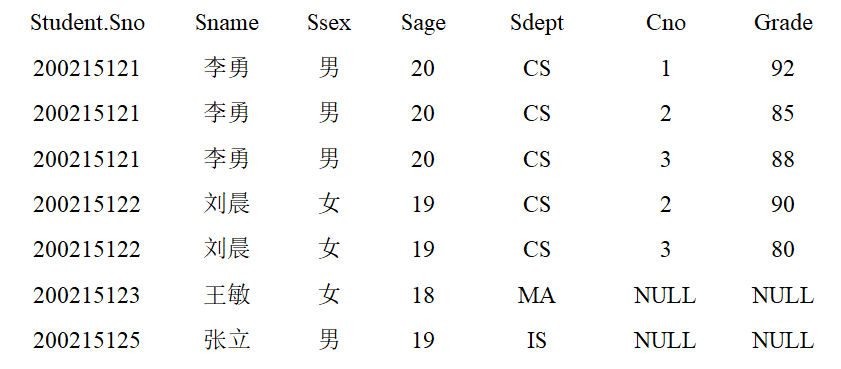 Student.Sno Sname Ssex Sage Sdept Cno Grade
200215121 李勇 男 20 CS 1 92
200215121 李勇 男 20 CS 2 85
200215121 李勇 男 20 CS 3 88
200215122 刘晨 女 19 CS 2 90
200215122 刘晨 女 19 CS 3 80
200215123 王敏 女 18 MA NULL NULL
200215125 张立 男 19 IS NULL NULL